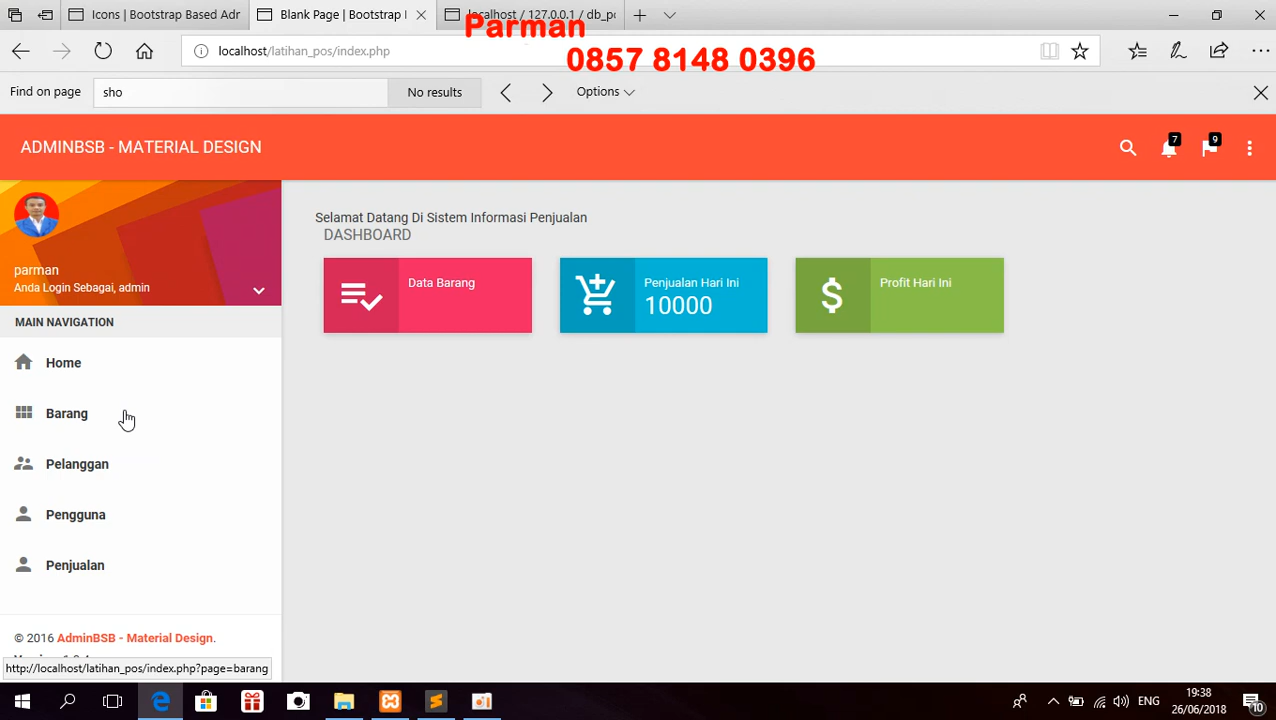 Icons | Bootstrap Based Adr
Blank Page | Bootstrap
localhost / 127.0.0.1 / db_po
Parman
0857 8148 0396
localhost/latihan_pos/index.php
Find on page
sho
No results
Options
ADMINBSB - MATERIAL DESIGN
7
9
parman
Anda Login Sebagai, admin
MAIN NAVIGATION
Home
Barang
Pelanggan
Pengguna
Penjualan
© 2016 AdminBSB - Material Design.
http://localhost/latihan_pos/index.php?page=barang
Selamat Datang Di Sistem Informasi Penjualan
DASHBOARD
Data Barang
Penjualan Hari Ini
10000
Profit Hari Ini
ENG
19:38
26/06/2018
10